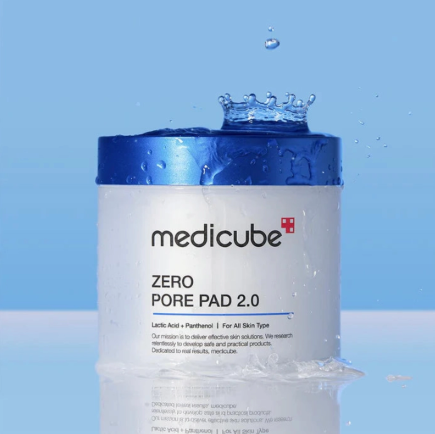 medicube
ZERO
PORE PAD 2.0
Lactic Acid + Panthenol | For All Skin Type
Our mission is to deliver effective skin solutions. We research
relentlessly to develop safe and practical products.
Dedicated to real results, medicube.